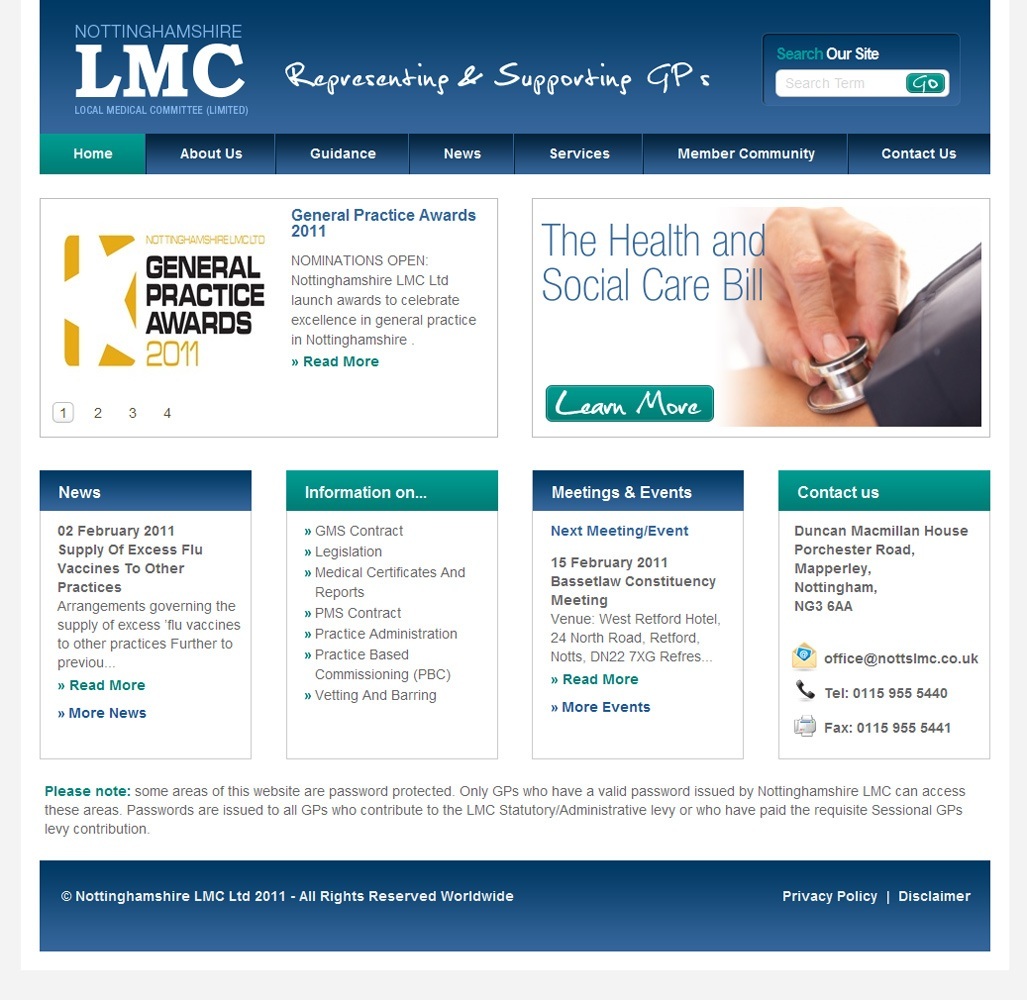 NOTTINGHAMSHIRE
LMC
LOCAL MEDICAL COMMITTEE (LIMITED)
Representing & Supporting GPs
Search Our Site
Search Term
Go
Home
About Us
Guidance
News
Services
Member Community
Contact Us
NOTTINGHAMSHIRE LMC LTD
GENERAL
PRACTICE
AWARDS
2011
General Practice Awards
2011
NOMINATIONS OPEN:
Nottinghamshire LMC Ltd
launch awards to celebrate
excellence in general practice
in Nottinghamshire .
» Read More
1 2 3 4
The Health and
Social Care Bill
Learn More
News
02 February 2011
Supply Of Excess Flu
Vaccines To Other
Practices
Arrangements governing the
supply of excess 'flu vaccines
to other practices Further to
previou...
» Read More
» More News
Information on...
» GMS Contract
» Legislation
» Medical Certificates And
Reports
» PMS Contract
» Practice Administration
» Practice Based
Commissioning (PBC)
» Vetting And Barring
Meetings & Events
Next Meeting/Event
15 February 2011
Bassetlaw Constituency
Meeting
Venue: West Retford Hotel,
24 North Road, Retford,
Notts, DN22 7XG Refres...
» Read More
» More Events
Contact us
Duncan Macmillan House
Porchester Road,
Mapperley,
Nottingham,
NG3 6AA
office@nottslmc.co.uk
Tel: 0115 955 5440
Fax: 0115 955 5441
Please note: some areas of this website are password protected. Only GPs who have a valid password issued by Nottinghamshire LMC can access
these areas. Passwords are issued to all GPs who contribute to the LMC Statutory/Administrative levy or who have paid the requisite Sessional GPs
levy contribution.
© Nottinghamshire LMC Ltd 2011 - All Rights Reserved Worldwide
Privacy Policy | Disclaimer